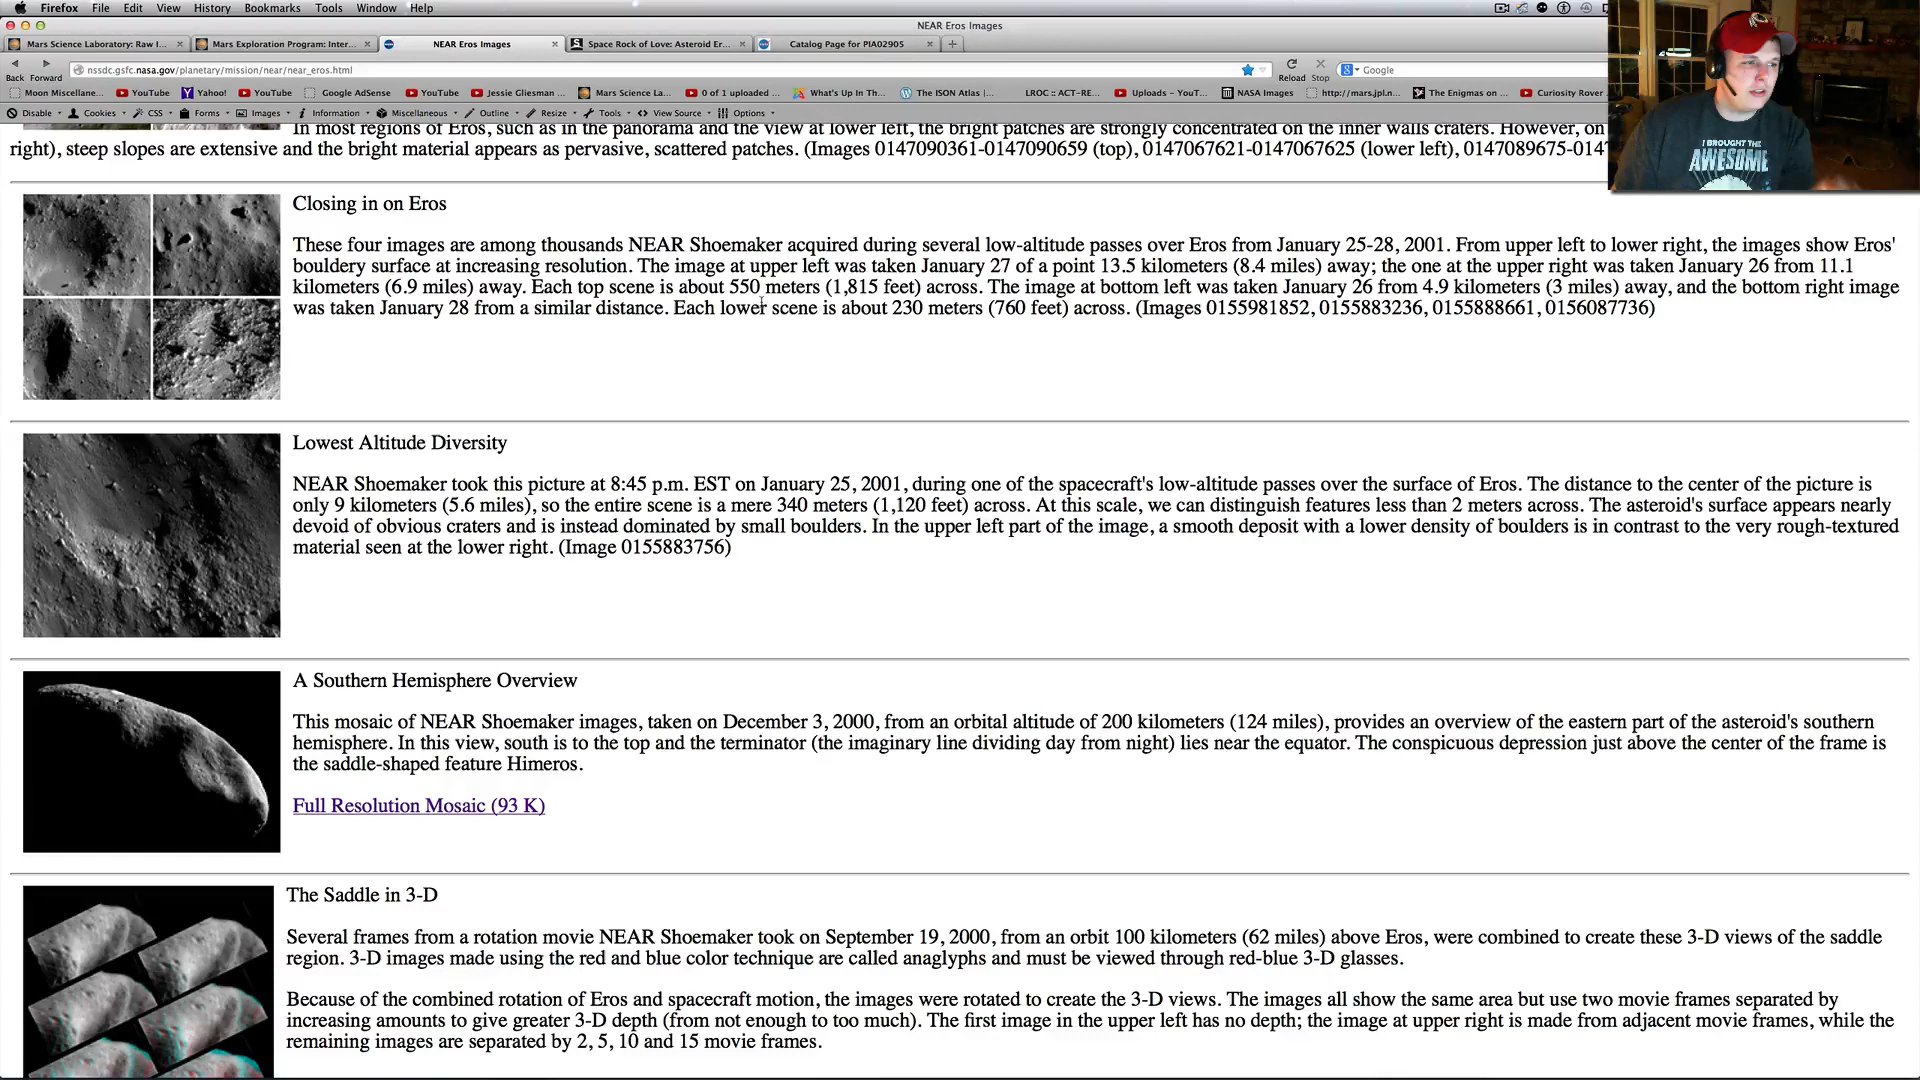 Firefox File Edit View History Bookmarks Tools Window Help
NEAR Eros Images
Mars Science Laboratory: Raw I... Mars Exploration Program: Inter... NEAR Eros Images Space Rock of Love: Asteroid Er... Catalog Page for PIA02905
nssdc.gsfc.nasa.gov/planetary/mission/near/near_eros.html Google
Back Forward Reload Stop
Moon Miscellane... YouTube Yahoo! YouTube Google AdSense YouTube Jessie Gliesman ... Mars Science La... 0 of 1 uploaded ... What's Up In Th... The ISON Atlas |... LROC :: ACT-RE... Uploads - YouT... NASA Images http://mars.jpl.n... The Enigmas on ... Curiosity Rover
Disable Cookies CSS Forms Images Information Miscellaneous Outline Resize Tools View Source Options
In most regions of Eros, such as in the panorama and the view at lower left, the bright patches are strongly concentrated on the inner walls craters. However, on
right), steep slopes are extensive and the bright material appears as pervasive, scattered patches. (Images 0147090361-0147090659 (top), 0147067621-0147067625 (lower left), 0147089675-0147
I BROUGHT THE
AWESOME
Closing in on Eros
These four images are among thousands NEAR Shoemaker acquired during several low-altitude passes over Eros from January 25-28, 2001. From upper left to lower right, the images show Eros'
bouldery surface at increasing resolution. The image at upper left was taken January 27 of a point 13.5 kilometers (8.4 miles) away; the one at the upper right was taken January 26 from 11.1
kilometers (6.9 miles) away. Each top scene is about 550 meters (1,815 feet) across. The image at bottom left was taken January 26 from 4.9 kilometers (3 miles) away, and the bottom right image
was taken January 28 from a similar distance. Each lower scene is about 230 meters (760 feet) across. (Images 0155981852, 0155883236, 0155888661, 0156087736)
Lowest Altitude Diversity
NEAR Shoemaker took this picture at 8:45 p.m. EST on January 25, 2001, during one of the spacecraft's low-altitude passes over the surface of Eros. The distance to the center of the picture is
only 9 kilometers (5.6 miles), so the entire scene is a mere 340 meters (1,120 feet) across. At this scale, we can distinguish features less than 2 meters across. The asteroid's surface appears nearly
devoid of obvious craters and is instead dominated by small boulders. In the upper left part of the image, a smooth deposit with a lower density of boulders is in contrast to the very rough-textured
material seen at the lower right. (Image 0155883756)
A Southern Hemisphere Overview
This mosaic of NEAR Shoemaker images, taken on December 3, 2000, from an orbital altitude of 200 kilometers (124 miles), provides an overview of the eastern part of the asteroid's southern
hemisphere. In this view, south is to the top and the terminator (the imaginary line dividing day from night) lies near the equator. The conspicuous depression just above the center of the frame is
the saddle-shaped feature Himeros.
Full Resolution Mosaic (93 K)
The Saddle in 3-D
Several frames from a rotation movie NEAR Shoemaker took on September 19, 2000, from an orbit 100 kilometers (62 miles) above Eros, were combined to create these 3-D views of the saddle
region. 3-D images made using the red and blue color technique are called anaglyphs and must be viewed through red-blue 3-D glasses.
Because of the combined rotation of Eros and spacecraft motion, the images were rotated to create the 3-D views. The images all show the same area but use two movie frames separated by
increasing amounts to give greater 3-D depth (from not enough to too much). The first image in the upper left has no depth; the image at upper right is made from adjacent movie frames, while the
remaining images are separated by 2, 5, 10 and 15 movie frames.